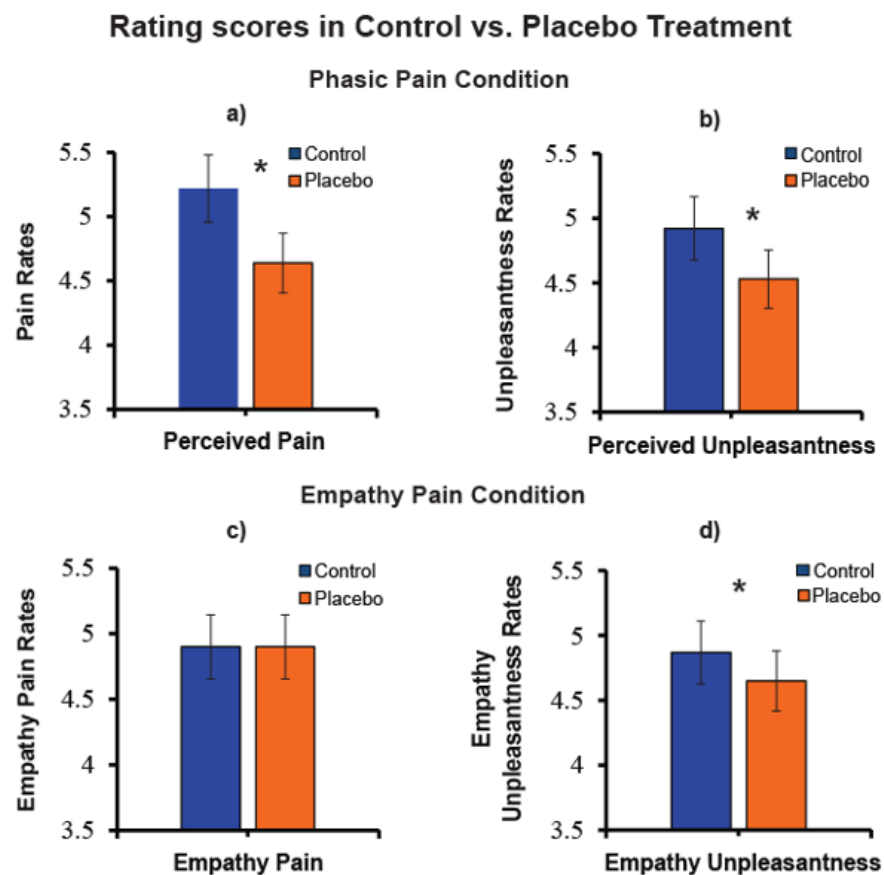 Rating scores in Control vs. Placebo Treatment
Phasic Pain Condition
a)
Pain Rates
5.5
5
4.5
4
3.5
Control
Placebo
*
Perceived Pain
b)
Unpleasantness Rates
5.5
5
4.5
4
3.5
Control
Placebo
*
Perceived Unpleasantness
Empathy Pain Condition
c)
Empathy Pain Rates
5.5
5
4.5
4
3.5
Control
Placebo
Empathy Pain
d)
Empathy
Unpleasantness Rates
5.5
5
4.5
4
3.5
Control
Placebo
*
Empathy Unpleasantness